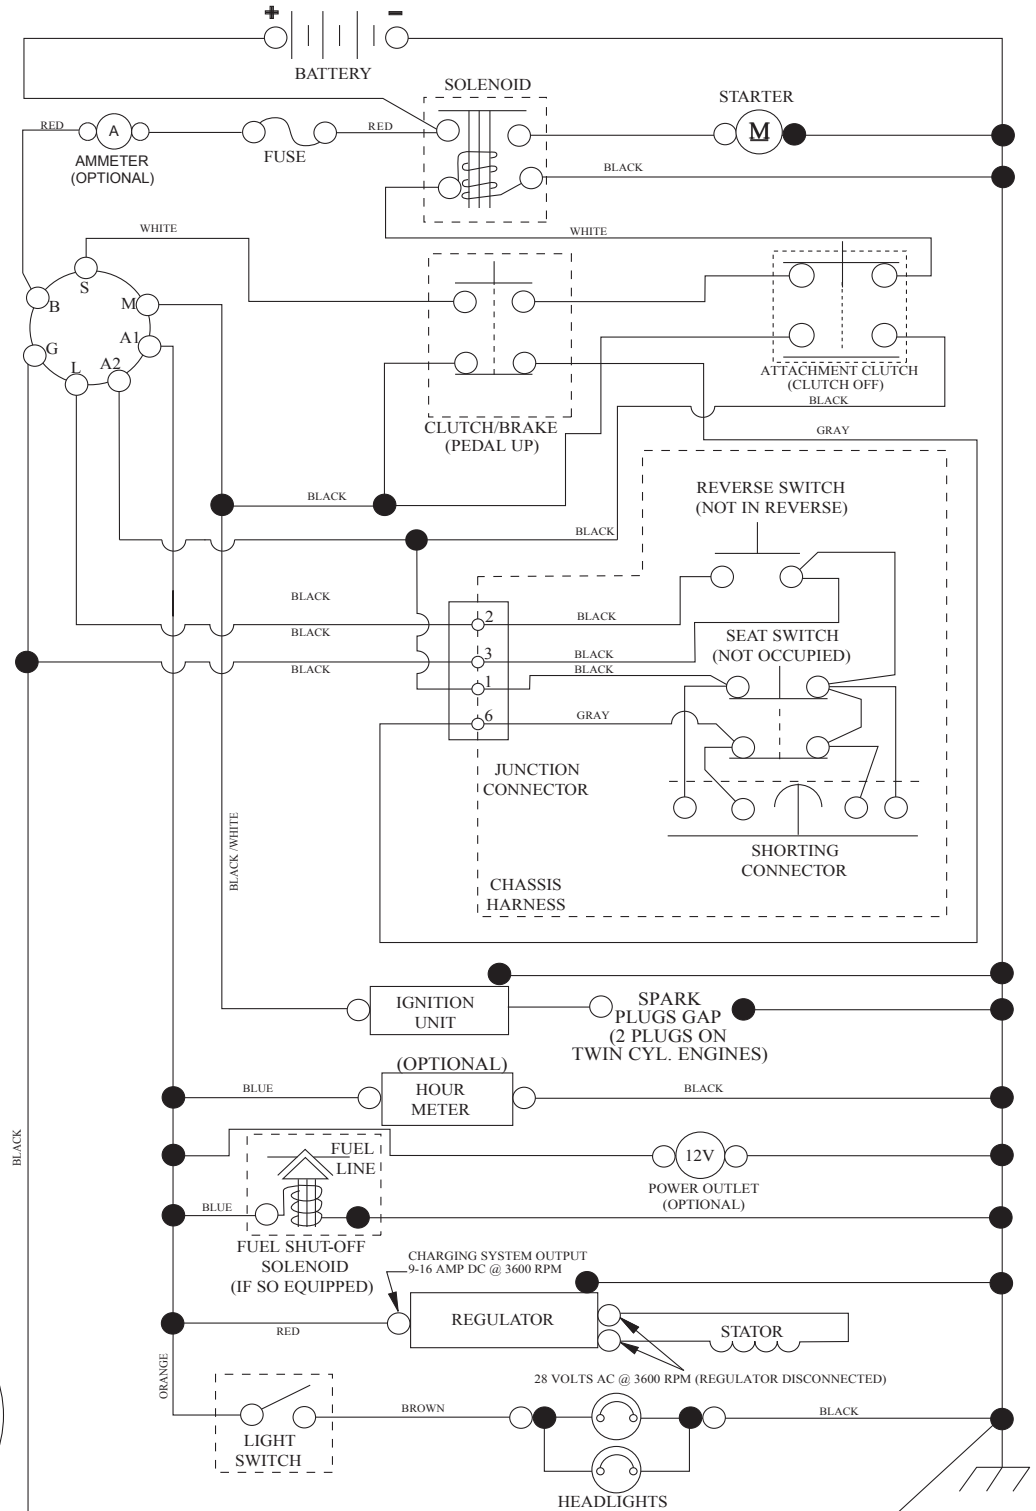 + −
BATTERY
SOLENOID
STARTER
RED
A
AMMETER
(OPTIONAL)
FUSE
RED
M
BLACK
WHITE
WHITE
S
B
M
G
A1
L
A2
CLUTCH/BRAKE
(PEDAL UP)
ATTACHMENT CLUTCH
(CLUTCH OFF)
BLACK
GRAY
BLACK
BLACK
REVERSE SWITCH
(NOT IN REVERSE)
BLACK
BLACK
BLACK
2
BLACK
3
BLACK
1
BLACK
6
GRAY
SEAT SWITCH
(NOT OCCUPIED)
JUNCTION
CONNECTOR
SHORTING
CONNECTOR
CHASSIS
HARNESS
BLACK /WHITE
IGNITION
UNIT
SPARK
PLUGS GAP
(2 PLUGS ON
TWIN CYL. ENGINES)
(OPTIONAL)
BLUE
HOUR
METER
BLACK
BLACK
FUEL
LINE
12V
POWER OUTLET
(OPTIONAL)
BLUE
FUEL SHUT-OFF
SOLENOID
(IF SO EQUIPPED)
CHARGING SYSTEM OUTPUT
9-16 AMP DC @ 3600 RPM
REGULATOR
STATOR
RED
28 VOLTS AC @ 3600 RPM (REGULATOR DISCONNECTED)
ORANGE
LIGHT
SWITCH
BROWN
BLACK
HEADLIGHTS